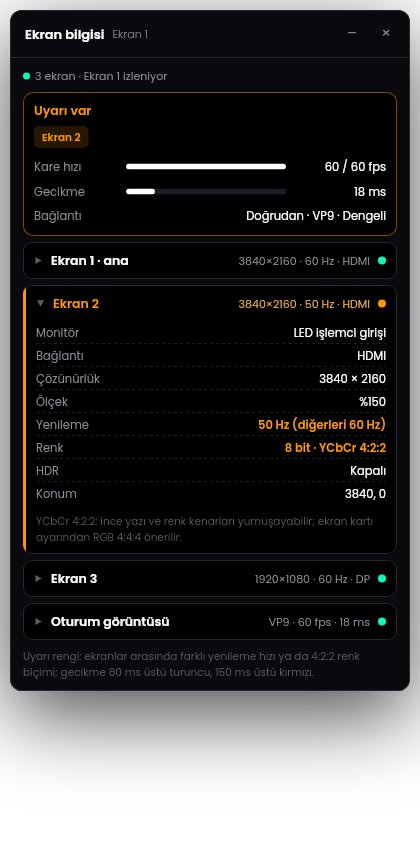 Ekran bilgisi Ekran 1
3 ekran · Ekran 1 izleniyor
Uyarı var
Ekran 2
Kare hızı 60 / 60 fps
Gecikme 18 ms
Bağlantı Doğrudan · VP9 · Dengeli
Ekran 1 · ana 3840×2160 · 60 Hz · HDMI
Ekran 2 3840×2160 · 50 Hz · HDMI
Monitör LED işlemci girişi
Bağlantı HDMI
Çözünürlük 3840 × 2160
Ölçek %150
Yenileme 50 Hz (diğerleri 60 Hz)
Renk 8 bit · YCbCr 4:2:2
HDR Kapalı
Konum 3840, 0
YCbCr 4:2:2: ince yazı ve renk kenarları yumuşayabilir; ekran kartı
ayarından RGB 4:4:4 önerilir.
Ekran 3 1920×1080 · 60 Hz · DP
Oturum görüntüsü VP9 · 60 fps · 18 ms
Uyarı rengi: ekranlar arasında farklı yenileme hızı ya da 4:2:2 renk
biçimi; gecikme 80 ms üstü turuncu, 150 ms üstü kırmızı.